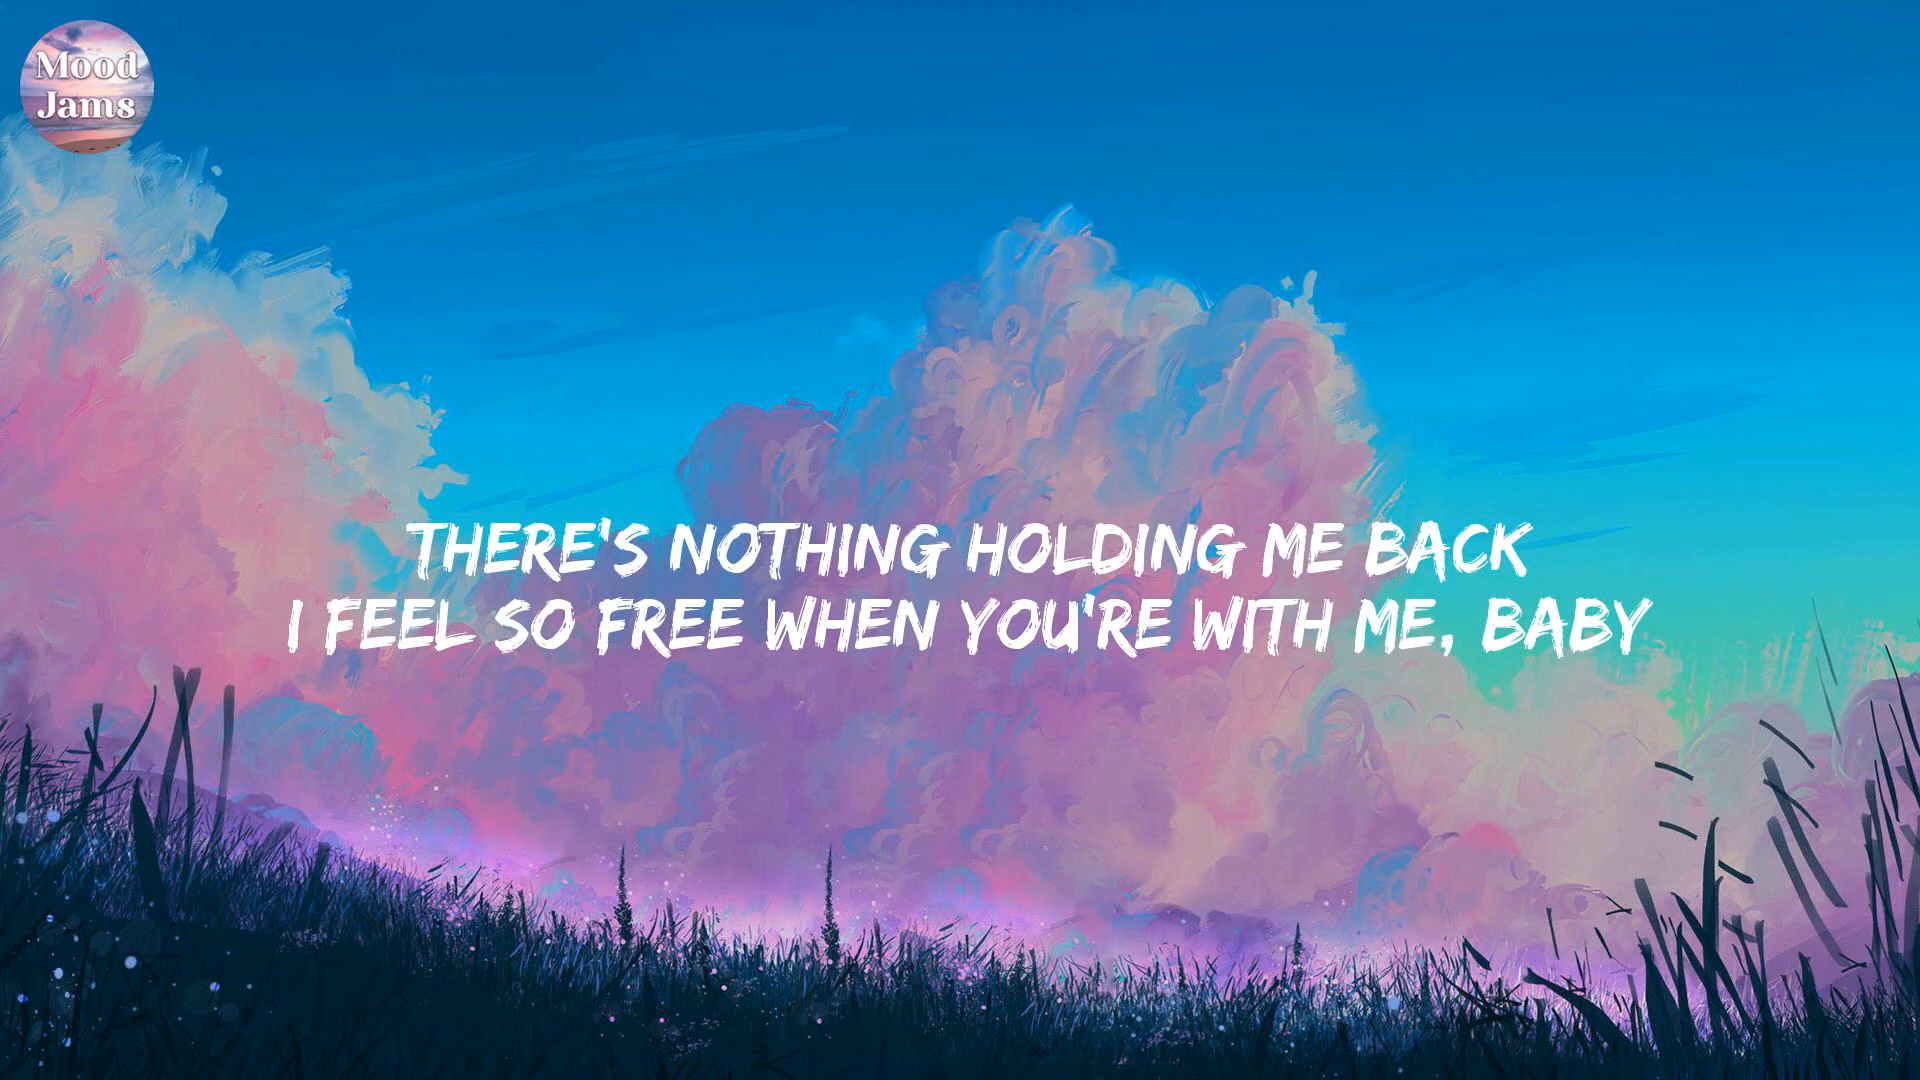 Mood
Jams
THERE'S NOTHING HOLDING ME BACK
I FEEL SO FREE WHEN YOU'RE WITH ME, BABY